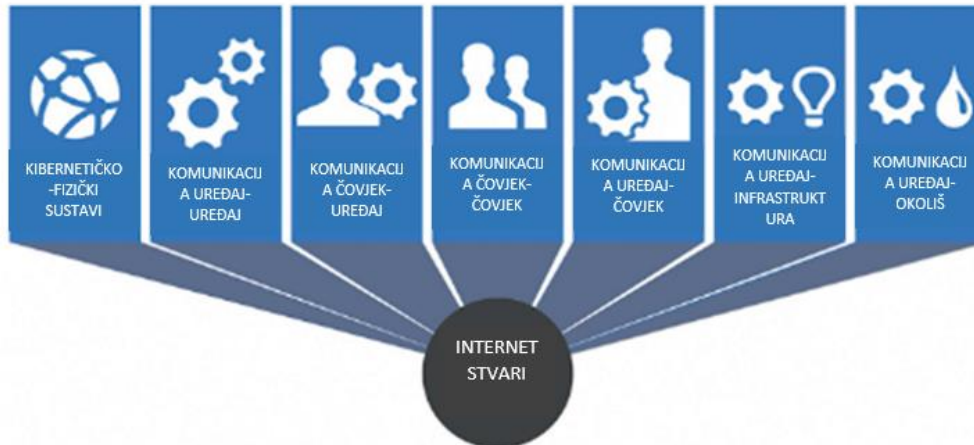 KIBERNETIČKO
-FIZIČKI
SUSTAVI
KOMUNIKACIJ
A UREĐAJ-
UREĐAJ
KOMUNIKACIJ
A ČOVJEK-
UREĐAJ
KOMUNIKACIJ
A ČOVJEK-
ČOVJEK
KOMUNIKACIJ
A UREĐAJ-
ČOVJEK
KOMUNIKACIJ
A UREĐAJ-
INFRASTRUKT
URA
KOMUNIKACIJ
A UREĐAJ-
OKOLIŠ
INTERNET
STVARI